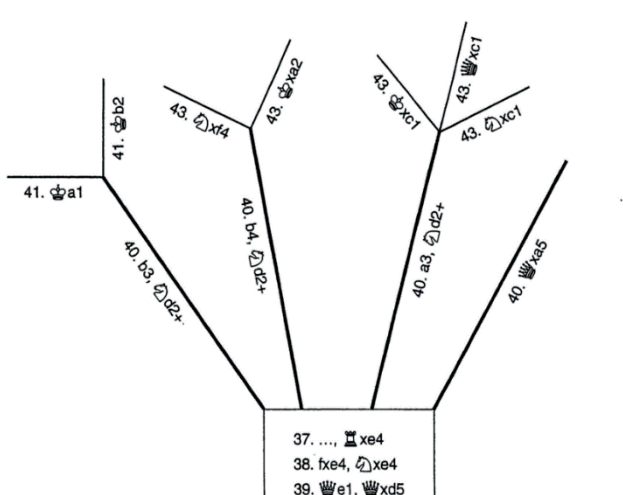 41. ♔b2
41. ♔a1
40. b3, ♘d2+
43. ♘xf4
43. ♔xa2
40. b4, ♘d2+
43. ♔xc1
43. ♕xc1
43. ♘xc1
40. a3, ♘d2+
40. ♕xa5
37. ..., ♖xe4
38. fxe4, ♘xe4
39. ♕e1, ♕xd5